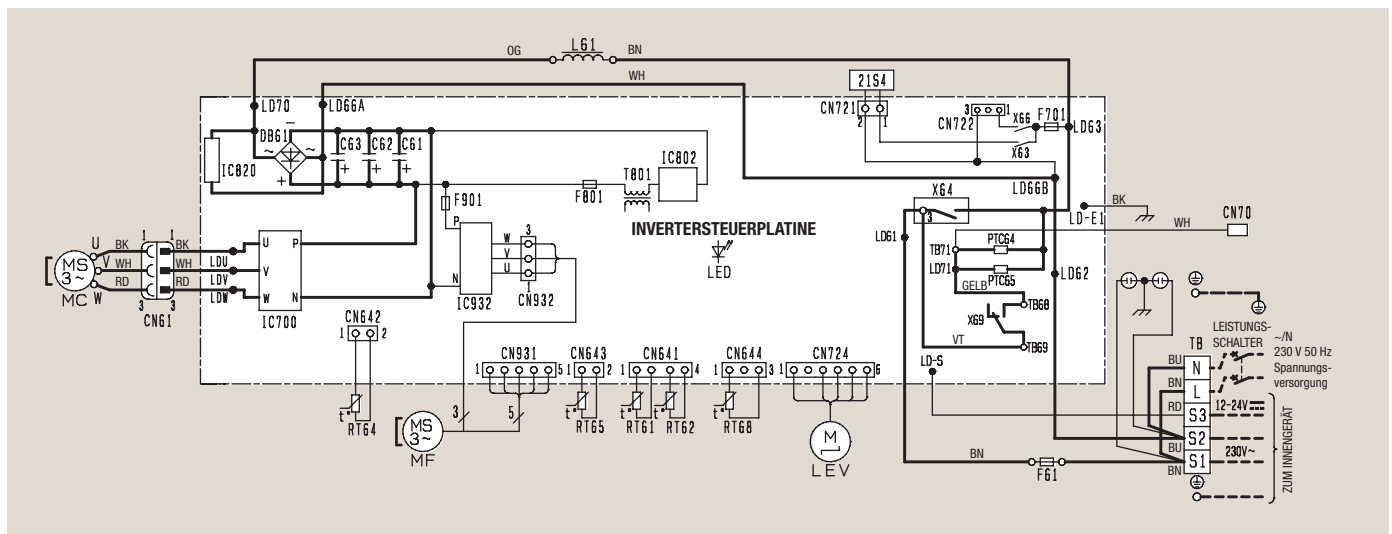 OG L61 BN
WH
21S4
LD70 LD66A
CN721
2 1
3 1
CN722
X66 F701
LD63
X63
DB61
−
~ ~
+
C63 C62 C61
+ + +
IC820
IC802
T801
F801
F901
LD66B
X64
3
LD-E1 BK
CN70
WH
INVERTERSTEUERPLATINE
LED
LD61
TB71 PTC64
LD71 PTC65
LD62
GELB
TB68
X69
VT TB69
LD-S
U BK BK LDU U P
V WH WH LDV V
W RD RD LDW W N
1 1
3 3
MS
3~
MC
CN61
IC700
P
N
W 3
V
U 1
IC932 CN932
CN642
1 2
CN931
1 5
CN643
1 2
CN641
1 4
CN644
1 3
CN724
1 6
t° RT64
3 5
MS
3~
MF
t° RT65
t° RT61
t° RT62
t° RT68
M
LEV
BN
F61
TB
BU N
BN L
RD S3
S2
BU S1
BN
LEISTUNGS-
SCHALTER
~/N
230 V 50 Hz
Spannungs-
versorgung
12-24V
230V~
ZUM INNENGERÄT